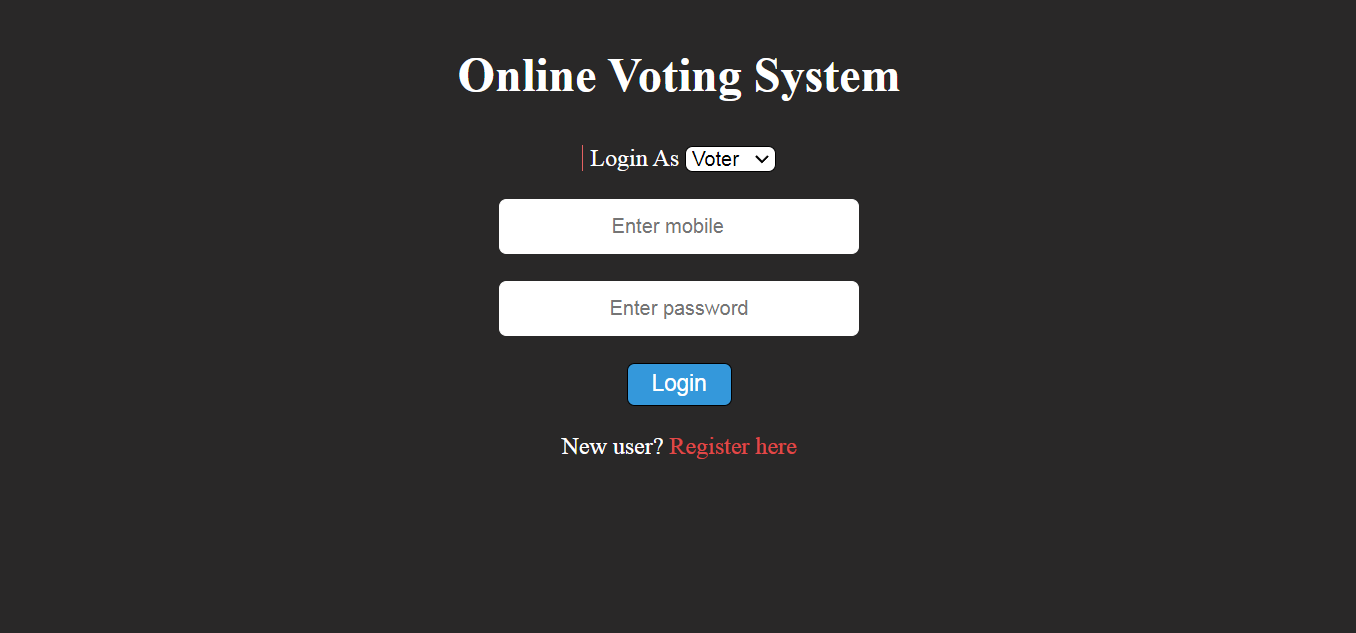 Online Voting System
Login As Voter
Enter mobile
Enter password
Login
New user? Register here